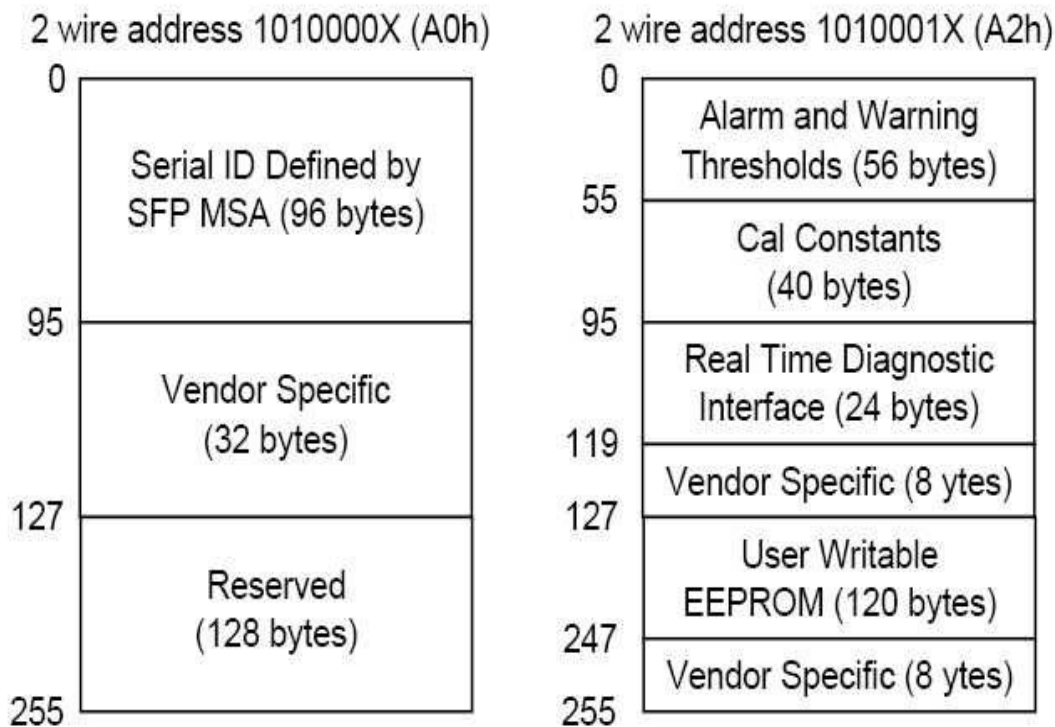 2 wire address 1010000X (A0h)
0
Serial ID Defined by
SFP MSA (96 bytes)
95
Vendor Specific
(32 bytes)
127
Reserved
(128 bytes)
255
2 wire address 1010001X (A2h)
0
Alarm and Warning
Thresholds (56 bytes)
55
Cal Constants
(40 bytes)
95
Real Time Diagnostic
Interface (24 bytes)
119
Vendor Specific (8 ytes)
127
User Writable
EEPROM (120 bytes)
247
Vendor Specific (8 ytes)
255